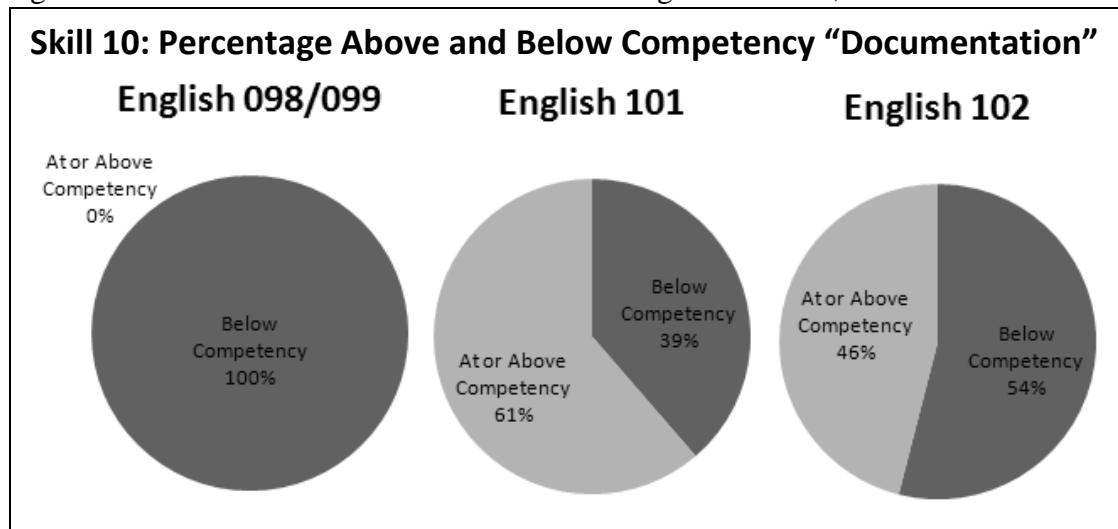 Skill 10: Percentage Above and Below Competency “Documentation”
English 098/099
English 101
English 102
At or Above
Competency
0%
Below
Competency
100%
Below
Competency
39%
At or Above
Competency
61%
At or Above
Competency
46%
Below
Competency
54%